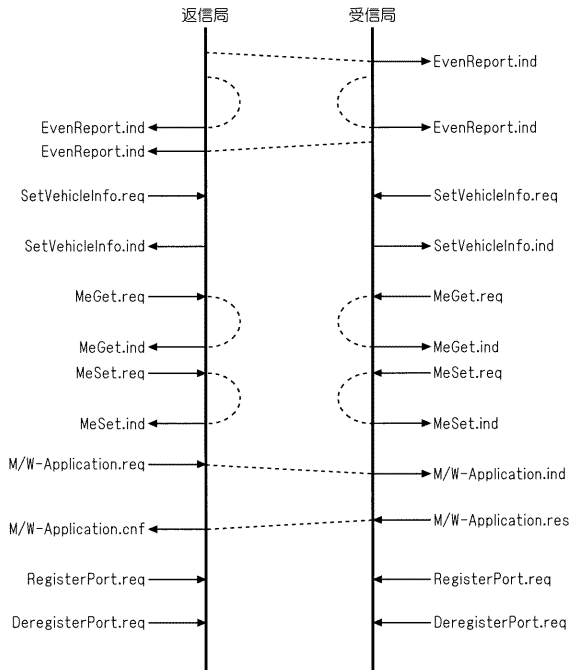 返信局 受信局
EvenReport.ind
EvenReport.ind EvenReport.ind
EvenReport.ind
SetVehicleInfo.req SetVehicleInfo.req
SetVehicleInfo.ind SetVehicleInfo.ind
MeGet.req MeGet.req
MeGet.ind MeGet.ind
MeSet.req MeSet.req
MeSet.ind MeSet.ind
M/W-Application.req
M/W-Application.ind
M/W-Application.res
M/W-Application.cnf
RegisterPort.req RegisterPort.req
DeregisterPort.req DeregisterPort.req